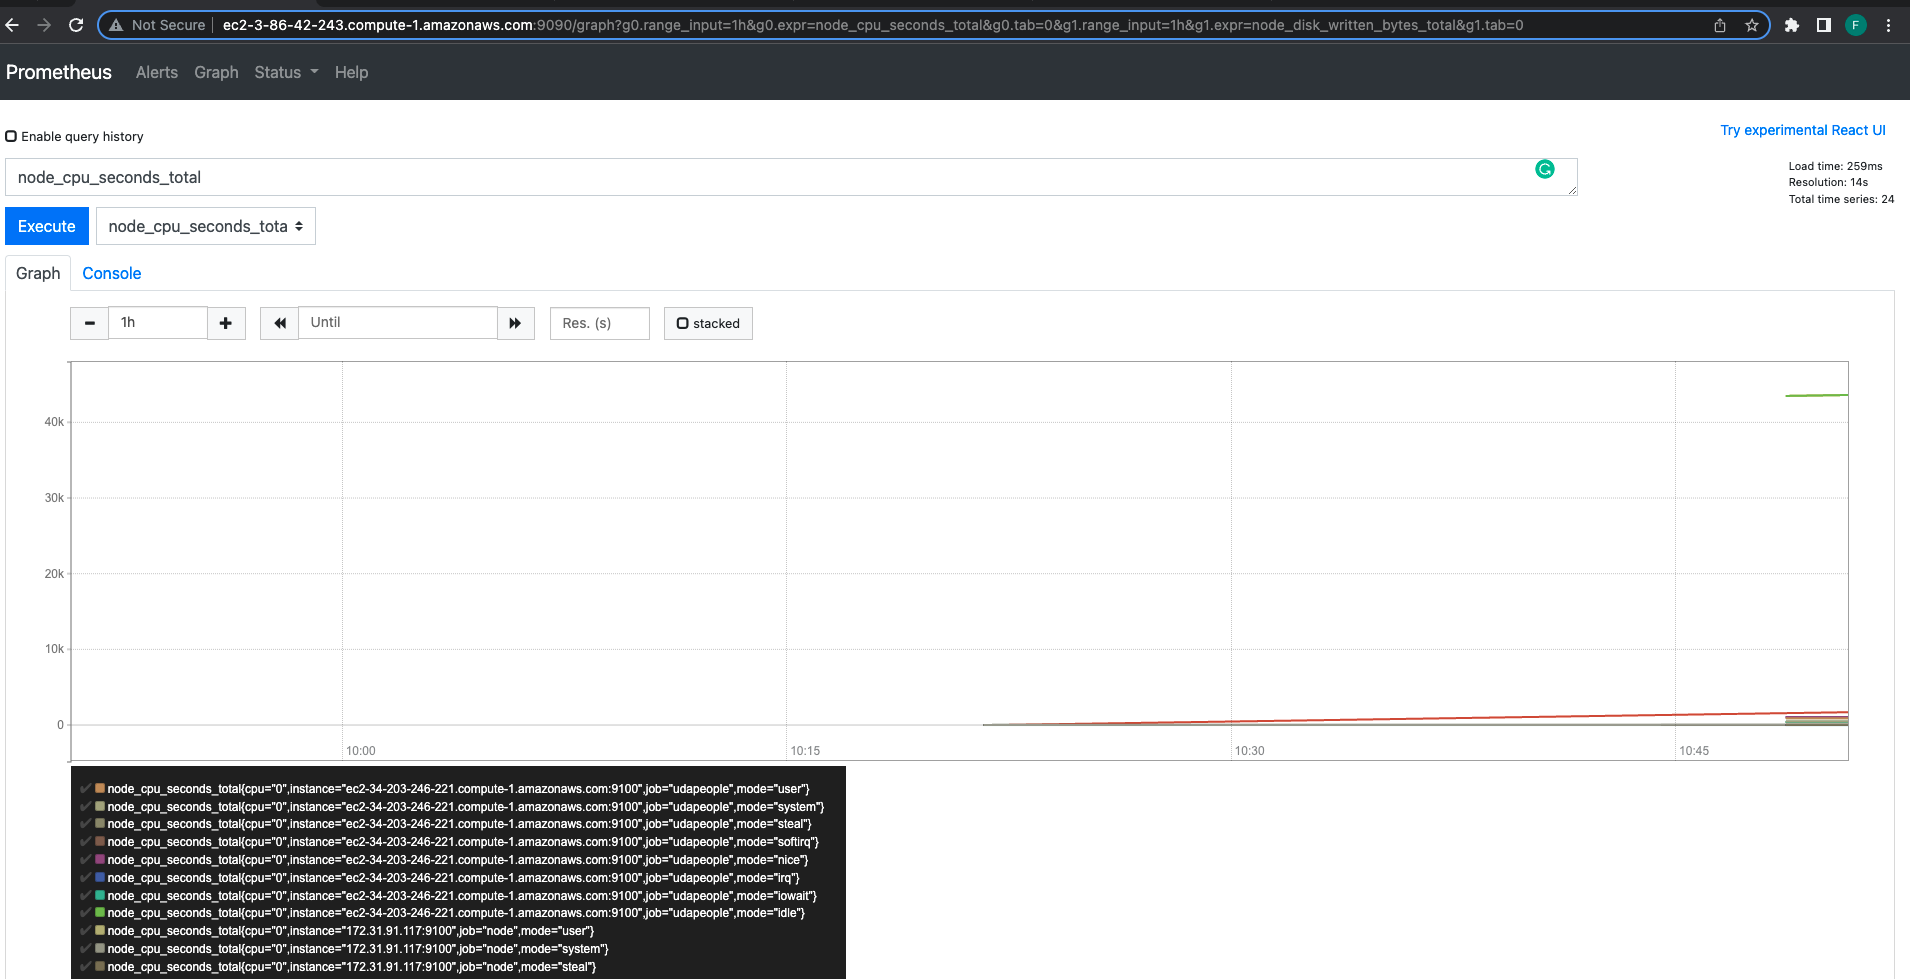 Not Secure | ec2-3-86-42-243.compute-1.amazonaws.com:9090/graph?g0.range_input=1h&g0.expr=node_cpu_seconds_total&g0.tab=0&g1.range_input=1h&g1.expr=node_disk_written_bytes_total&g1.tab=0
F
Prometheus Alerts Graph Status Help
Enable query history
Try experimental React UI
node_cpu_seconds_total
Load time: 259ms
Resolution: 14s
Total time series: 24
Execute node_cpu_seconds_tota
Graph Console
1h Until Res. (s) stacked
40k
30k
20k
10k
0
10:00 10:15 10:30 10:45
node_cpu_seconds_total{cpu="0",instance="ec2-34-203-246-221.compute-1.amazonaws.com:9100",job="udapeople",mode="user"}
node_cpu_seconds_total{cpu="0",instance="ec2-34-203-246-221.compute-1.amazonaws.com:9100",job="udapeople",mode="system"}
node_cpu_seconds_total{cpu="0",instance="ec2-34-203-246-221.compute-1.amazonaws.com:9100",job="udapeople",mode="steal"}
node_cpu_seconds_total{cpu="0",instance="ec2-34-203-246-221.compute-1.amazonaws.com:9100",job="udapeople",mode="softirq"}
node_cpu_seconds_total{cpu="0",instance="ec2-34-203-246-221.compute-1.amazonaws.com:9100",job="udapeople",mode="nice"}
node_cpu_seconds_total{cpu="0",instance="ec2-34-203-246-221.compute-1.amazonaws.com:9100",job="udapeople",mode="irq"}
node_cpu_seconds_total{cpu="0",instance="ec2-34-203-246-221.compute-1.amazonaws.com:9100",job="udapeople",mode="iowait"}
node_cpu_seconds_total{cpu="0",instance="ec2-34-203-246-221.compute-1.amazonaws.com:9100",job="udapeople",mode="idle"}
node_cpu_seconds_total{cpu="0",instance="172.31.91.117:9100",job="node",mode="user"}
node_cpu_seconds_total{cpu="0",instance="172.31.91.117:9100",job="node",mode="system"}
node_cpu_seconds_total{cpu="0",instance="172.31.91.117:9100",job="node",mode="steal"}